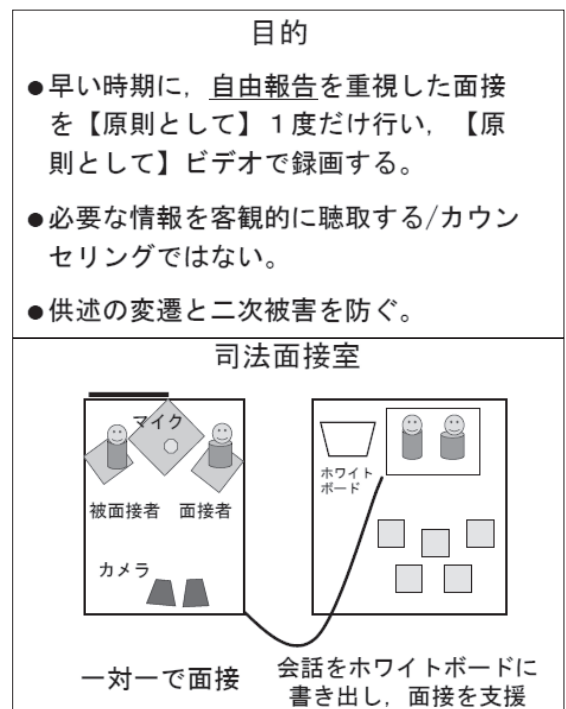 目的
●早い時期に，自由報告を重視した面接
を【原則として】１度だけ行い，【原
則として】ビデオで録画する。
●必要な情報を客観的に聴取する/カウン
セリングではない。
●供述の変遷と二次被害を防ぐ。
司法面接室
マイク
被面接者
面接者
カメラ
ホワイト
ボード
一対一で面接
会話をホワイトボードに
書き出し，面接を支援